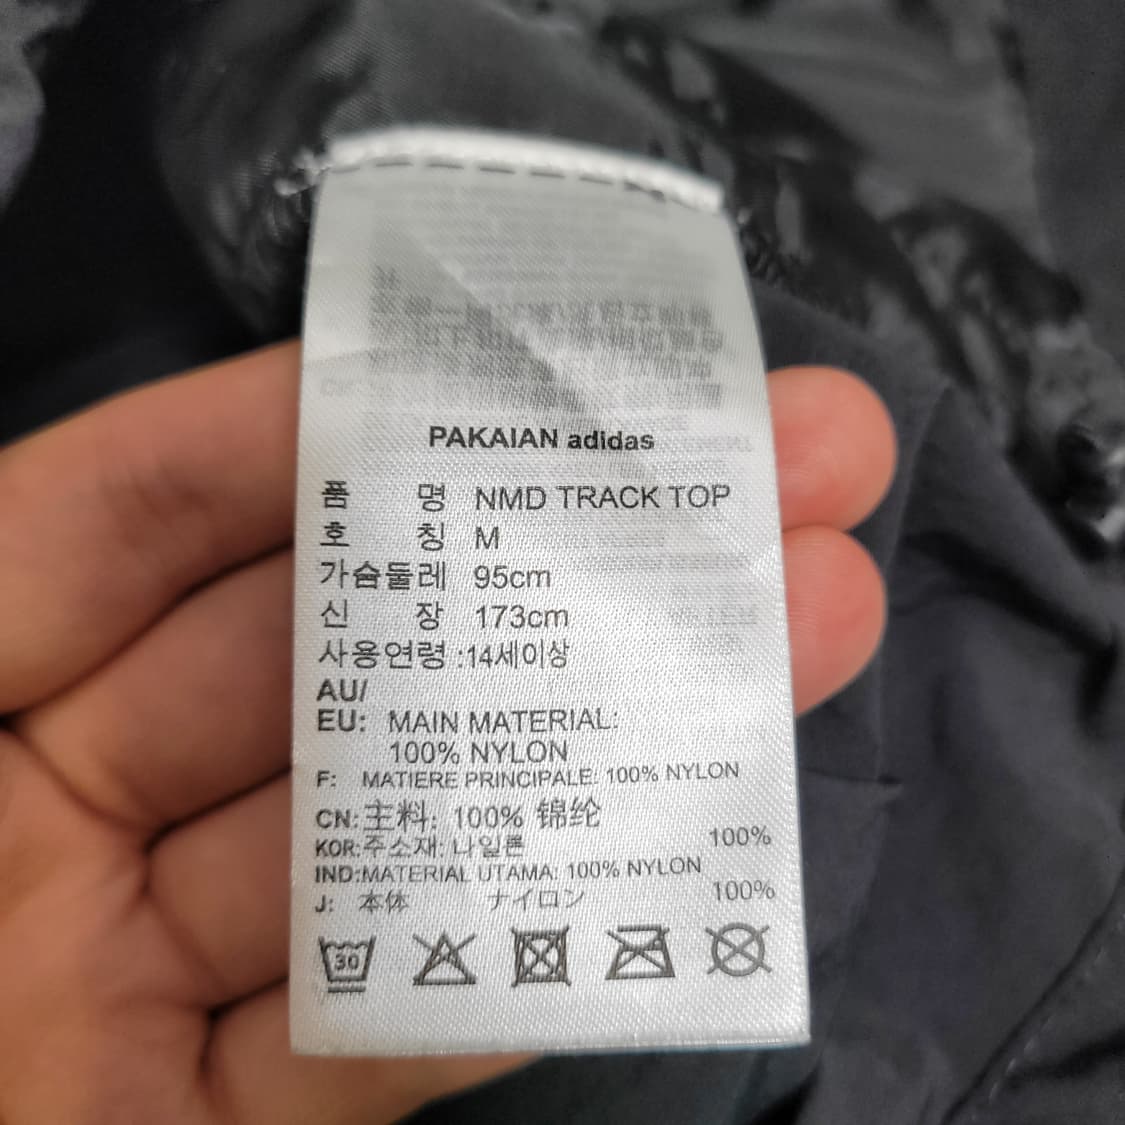 PAKAIAN adidas
품 명 NMD TRACK TOP
호 칭 M
가슴둘레 95cm
신 장 173cm
사용연령 :14세이상
AU/
EU: MAIN MATERIAL:
100% NYLON
F: MATIERE PRINCIPALE: 100% NYLON
CN: 主料: 100% 锦纶
KOR: 주소재: 나일론 100%
IND:MATERIAL UTAMA: 100% NYLON
J: 本体 ナイロン 100%
30